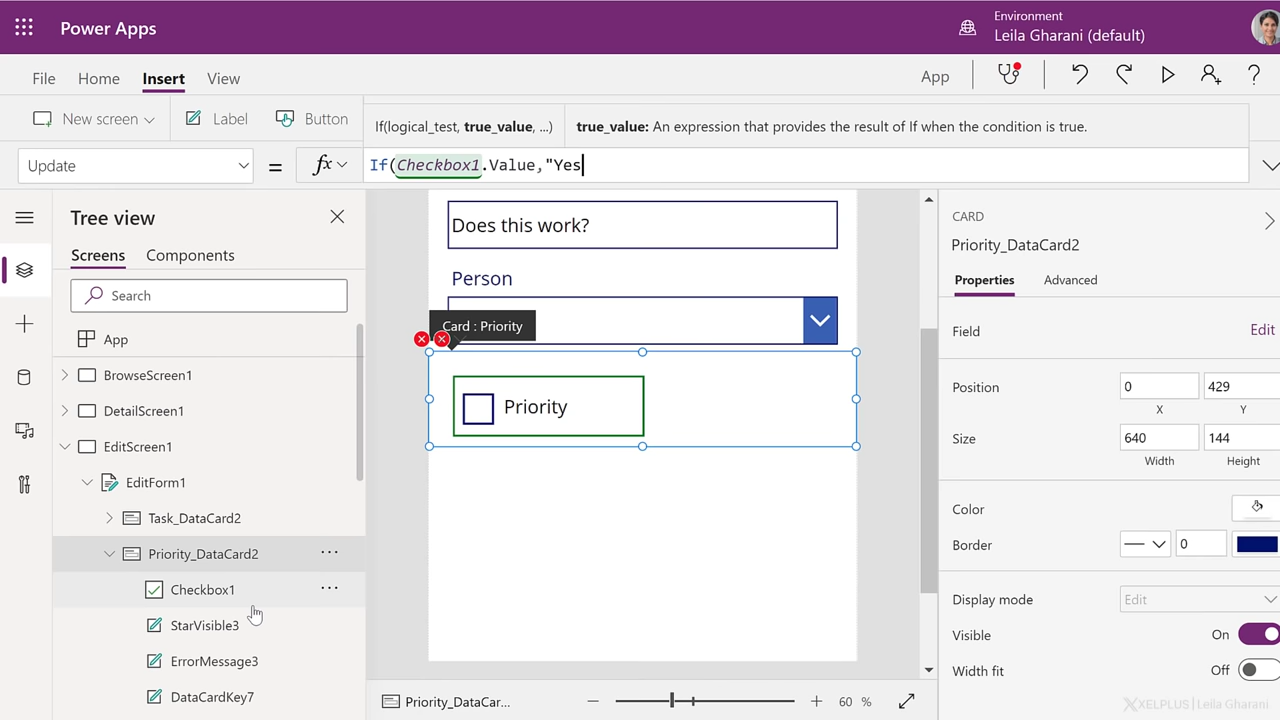 Power Apps
Environment
Leila Gharani (default)
File Home Insert View App
New screen Label Button
If(logical_test, true_value, ...) true_value: An expression that provides the result of If when the condition is true.
Update = fx If(Checkbox1.Value,"Yes
Tree view
Screens Components
Search
App
BrowseScreen1
DetailScreen1
EditScreen1
EditForm1
Task_DataCard2
Priority_DataCard2 ...
Checkbox1 ...
StarVisible3
ErrorMessage3
DataCardKey7
Does this work?
Person
Card : Priority
Priority
Priority_DataCar... 60 %
CARD
Priority_DataCard2
Properties Advanced
Field Edit
Position 0 429
X Y
Size 640 144
Width Height
Color
Border 0
Display mode Edit
Visible On
Width fit Off
XELPLUS | Leila Gharani